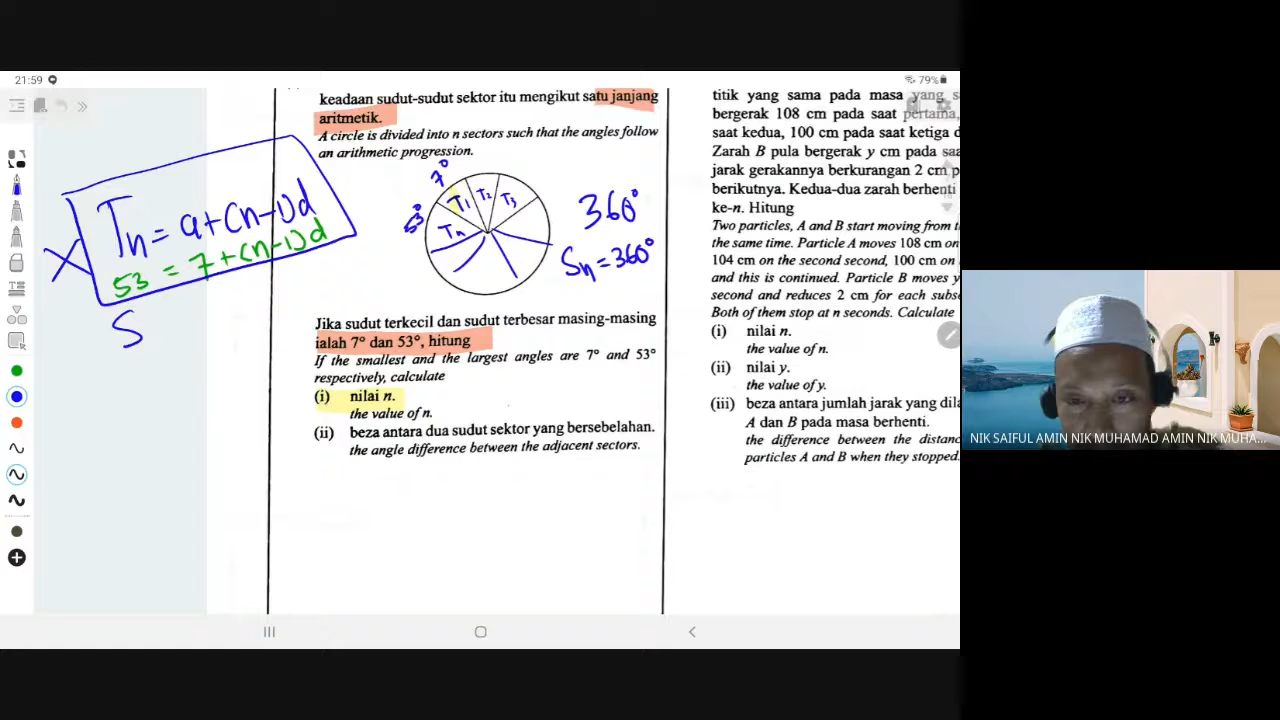 21:59
79%
keadaan sudut-sudut sektor itu mengikut satu janjang
aritmetik.
A circle is divided into n sectors such that the angles follow
an arithmetic progression.
7°
53°
T1
T2
T3
Tn
360°
Sn=360°
Tn = a+(n-1)d
53 = 7+(n-1)d
S
Jika sudut terkecil dan sudut terbesar masing-masing
ialah 7° dan 53°, hitung
If the smallest and the largest angles are 7° and 53°
respectively, calculate
(i) nilai n.
the value of n.
(ii) beza antara dua sudut sektor yang bersebelahan.
the angle difference between the adjacent sectors.
titik yang sama pada masa yang
bergerak 108 cm pada saat pertama,
saat kedua, 100 cm pada saat ketiga
Zarah B pula bergerak y cm pada
jarak gerakannya berkurangan 2 cm
berikutnya. Kedua-dua zarah berhenti
ke-n. Hitung
Two particles, A and B start moving from
the same time. Particle A moves 108 cm on
104 cm on the second second, 100 cm on
and this is continued. Particle B moves y
second and reduces 2 cm for each
Both of them stop at n seconds. Calculate
(i) nilai n.
the value of n.
(ii) nilai y.
the value of y.
(iii) beza antara jumlah jarak yang
A dan B pada masa berhenti.
the difference between the
particles A and B when they stopped.
NIK SAIFUL AMIN NIK MUHAMAD AMIN NIK MUHA...